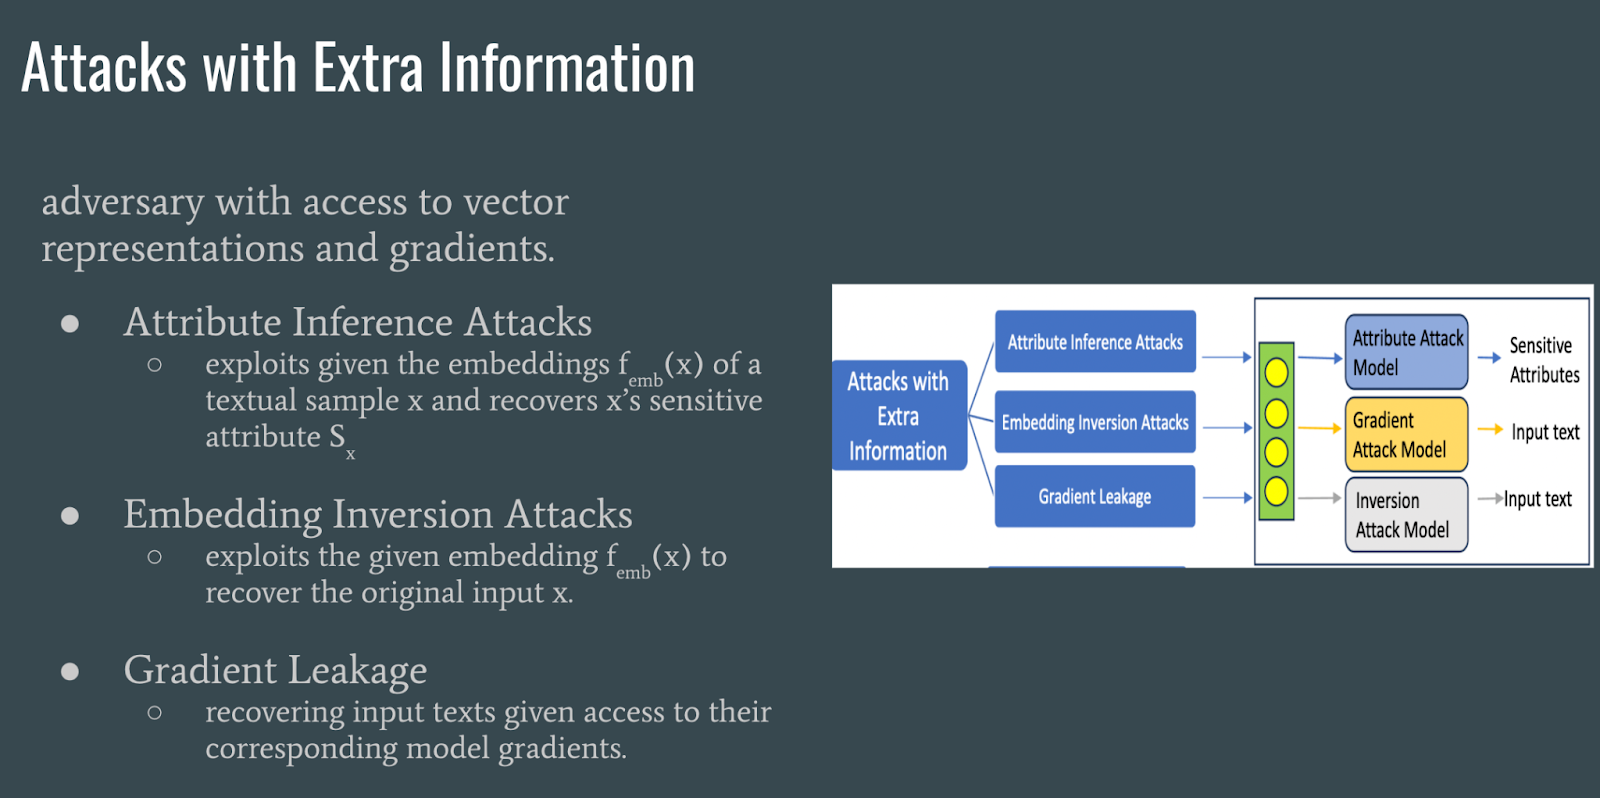 Attacks with Extra Information
adversary with access to vector
representations and gradients.
● Attribute Inference Attacks
○ exploits given the embeddings f_emb(x) of a
textual sample x and recovers x’s sensitive
attribute S_x
● Embedding Inversion Attacks
○ exploits the given embedding f_emb(x) to
recover the original input x.
● Gradient Leakage
○ recovering input texts given access to their
corresponding model gradients.
Attacks with
Extra
Information
Attribute Inference Attacks
Embedding Inversion Attacks
Gradient Leakage
Attribute Attack
Model
Sensitive
Attributes
Gradient
Attack Model
Input text
Inversion
Attack Model
Input text